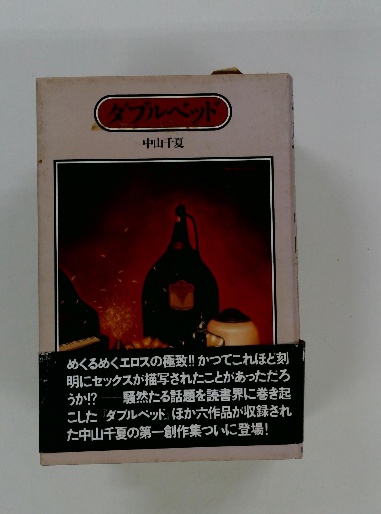 ダブルベッド
中山千夏
めくるめくエロスの極致!!かつてこれほど刻
明にセックスが描写されたことがあっただろ
うか!?——騒然たる話題を読書界に巻き起
こした『ダブルベッド』ほか六作品が収録され
た中山千夏の第一創作集ついに登場!